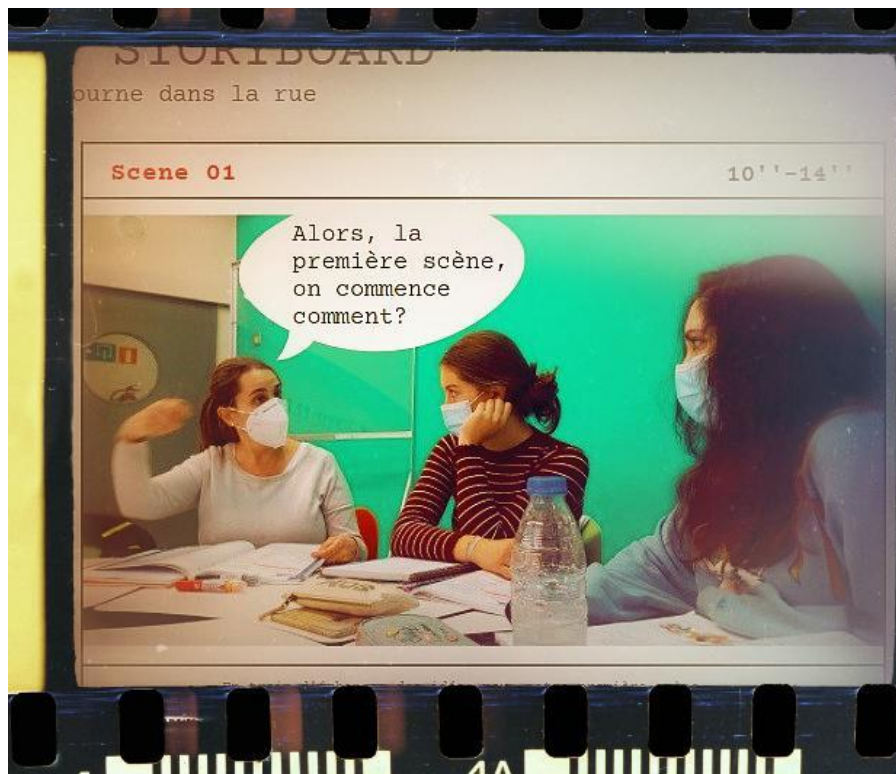 STORYBOARD
ourne dans la rue
Scene 01
10''-14''
Alors, la
première scène,
on commence
comment?